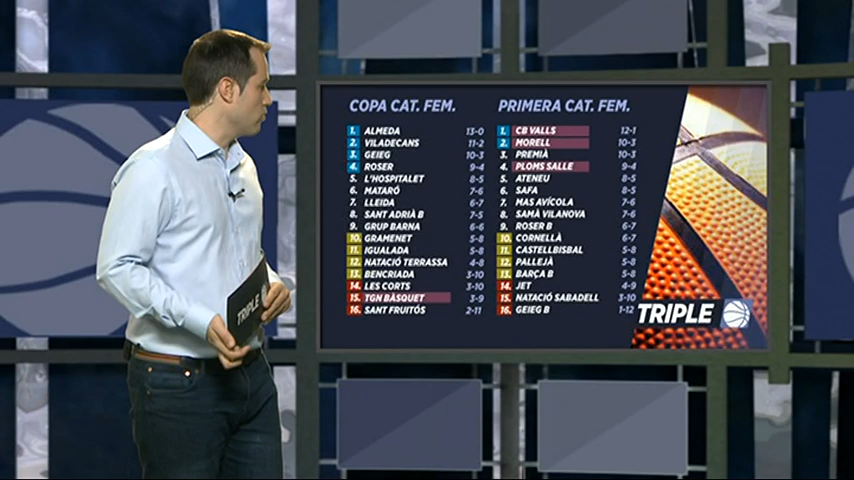 COPA CAT. FEM.
1. ALMEDA 13-0
2. VILADECANS 11-2
3. GEIEG 10-3
4. ROSER 9-4
5. L'HOSPITALET 8-5
6. MATARÓ 7-6
7. LLEIDA 6-7
8. SANT ADRIÀ B 7-5
9. GRUP BARNA 6-6
10. GRAMENET 5-8
11. IGUALADA 5-8
12. NATACIÓ TERRASSA 4-8
13. BENCRIADA 3-10
14. LES CORTS 3-10
15. TGN BÀSQUET 3-9
16. SANT FRUITÓS 2-11
PRIMERA CAT. FEM.
1. CB VALLS 12-1
2. MORELL 10-3
3. PREMIÀ 10-3
4. PLOMS SALLE 9-4
5. ATENEU 8-5
6. SAFA 8-5
7. MAS AVÍCOLA 7-6
8. SAMÀ VILANOVA 7-6
9. ROSER B 6-7
10. CORNELLÀ 6-7
11. CASTELLBISBAL 5-8
12. PALLEJÀ 5-8
13. BARÇA B 5-8
14. JET 4-9
15. NATACIÓ SABADELL 3-10
16. GEIEG B 1-12
TRIPLE
TRIPLE